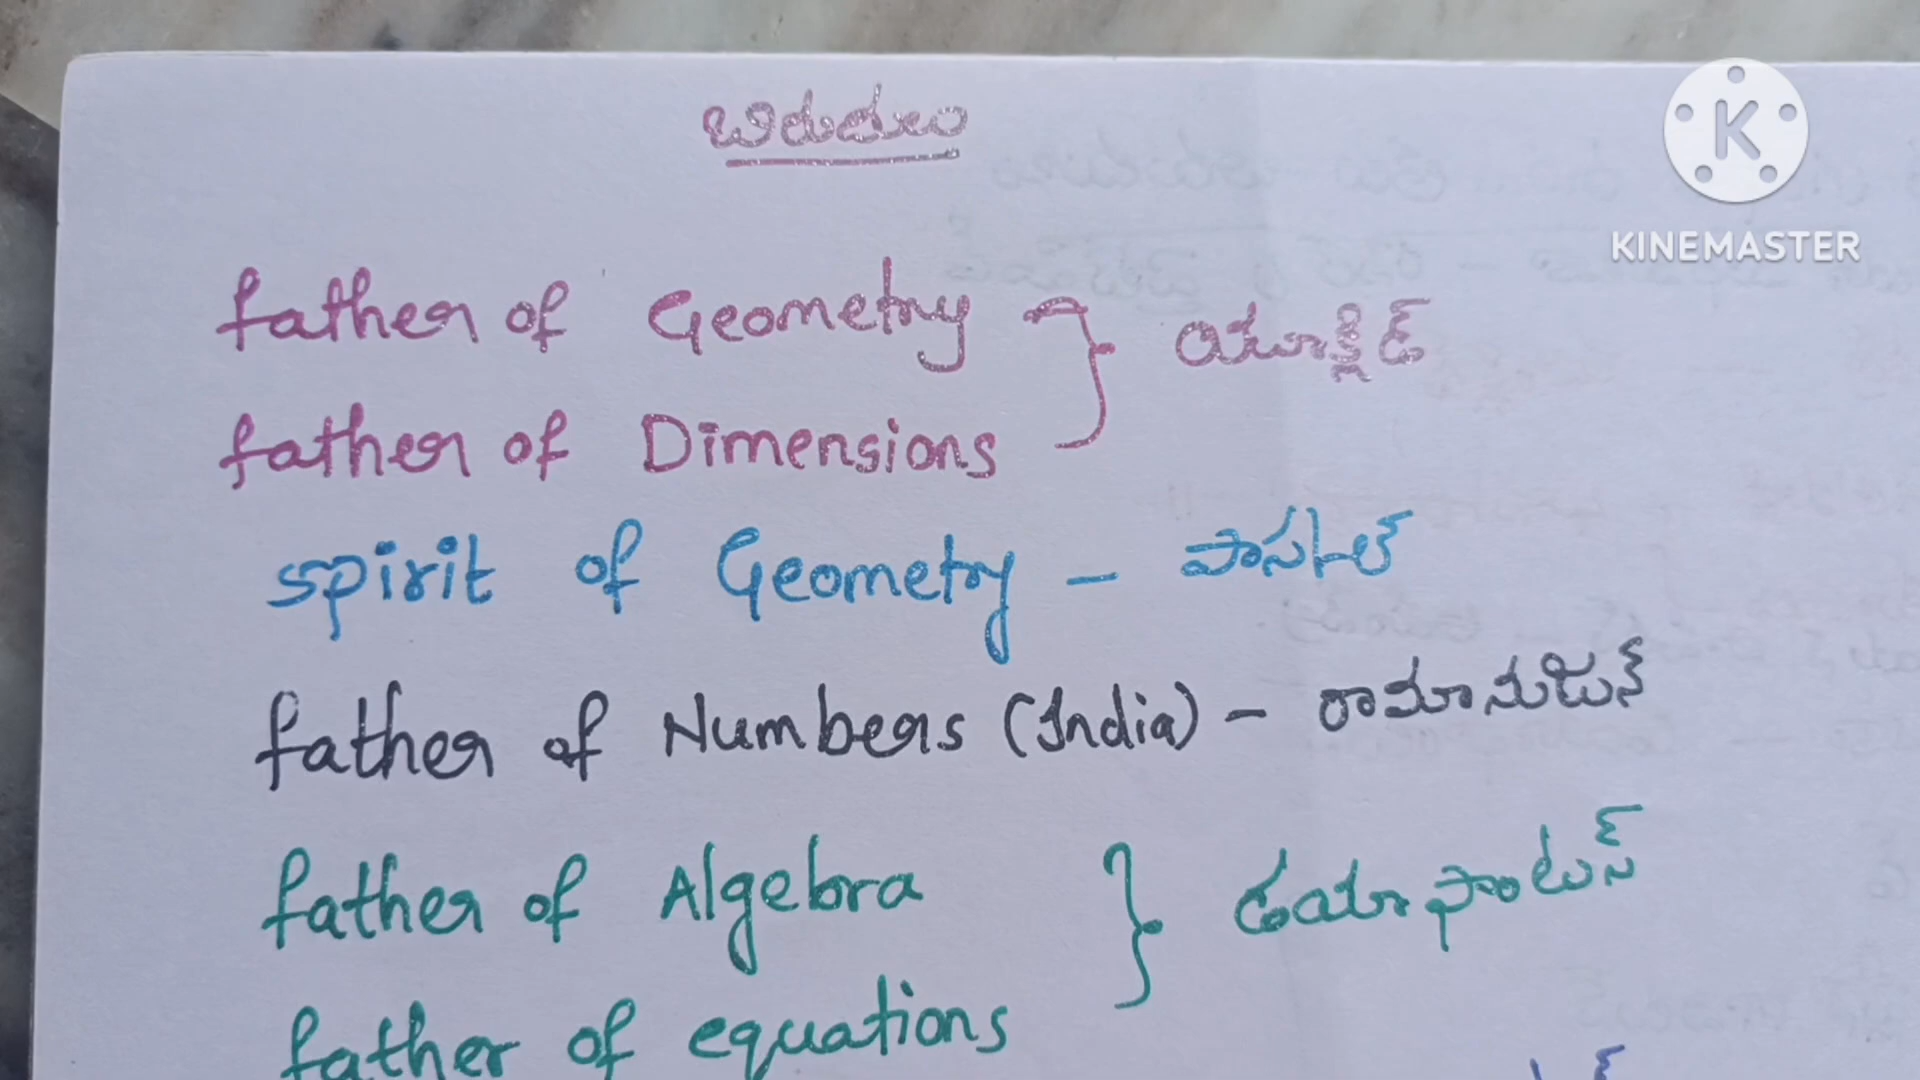 బిరుదులు
K
KINEMASTER
father of Geometry } యూక్లిడ్
father of Dimensions
spirit of Geometry - పాస్కల్
father of Numbers (India) - రామానుజన్
father of Algebra } డయోఫాంటస్
father of equations